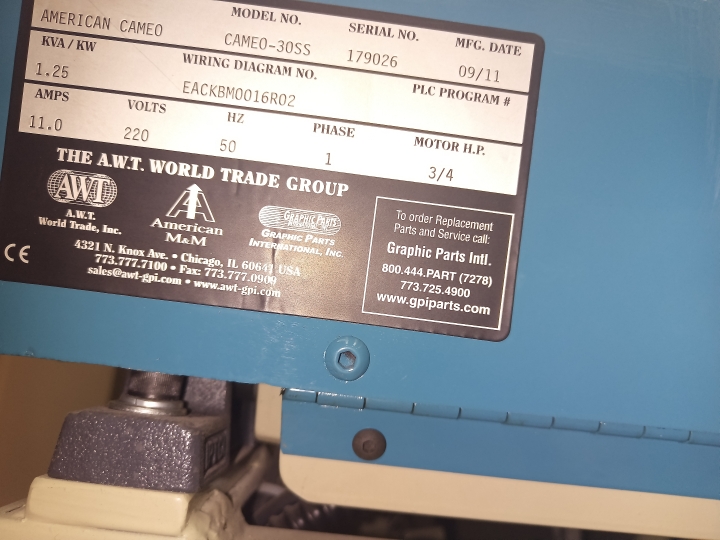 MODEL NO. SERIAL NO. MFG. DATE
AMERICAN CAMEO CAMEO-30SS 179026 09/11
KVA / KW WIRING DIAGRAM NO. PLC PROGRAM #
1.25 EACKBM0016R02
AMPS VOLTS HZ PHASE MOTOR H.P.
11.0 220 50 1 3/4
THE A.W.T. WORLD TRADE GROUP
AWT
A.W.T.
World Trade, Inc.
American
M&M
GRAPHIC PARTS
GRAPHIC PARTS
INTERNATIONAL, INC.
4321 N. Knox Ave. • Chicago, IL 60641 USA
773.777.7100 • Fax: 773.777.0909
sales@awt-gpi.com • www.awt-gpi.com
CE
To order Replacement
Parts and Service call:
Graphic Parts Intl.
800.444.PART (7278)
773.725.4900
www.gpiparts.com